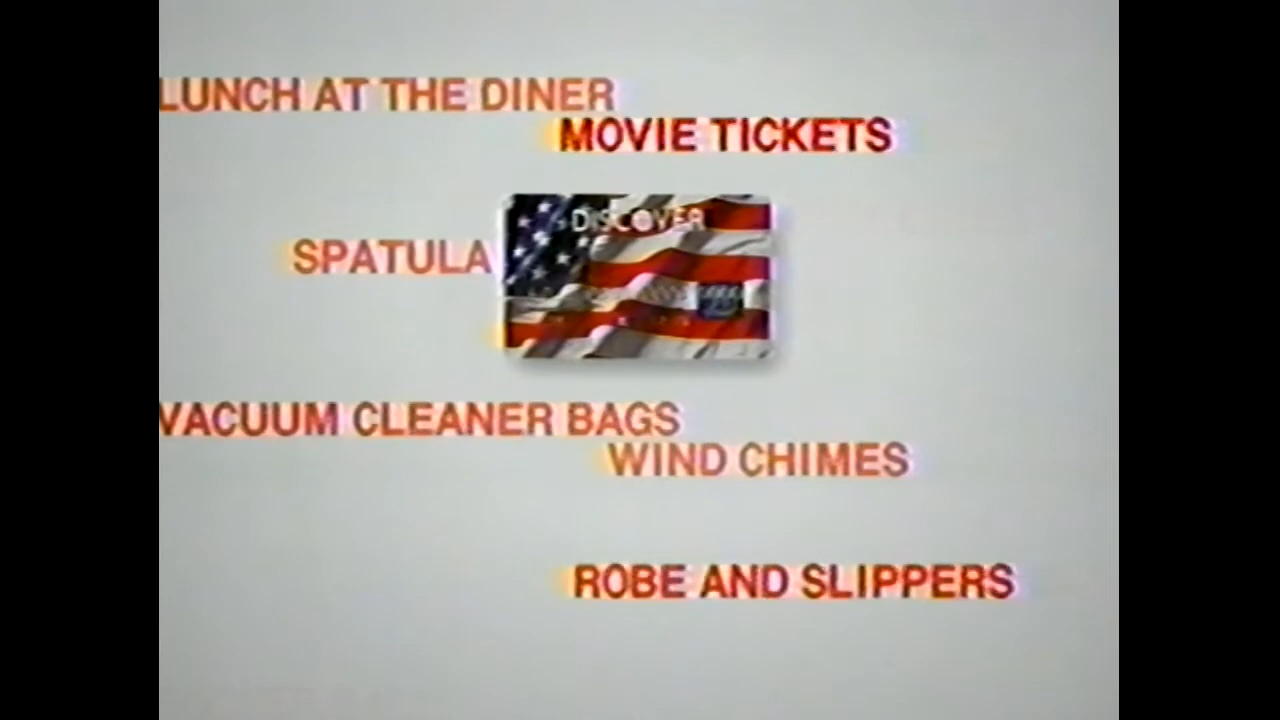 LUNCH AT THE DINER
MOVIE TICKETS
DISCOVER
SPATULA
VACUUM CLEANER BAGS
WIND CHIMES
ROBE AND SLIPPERS